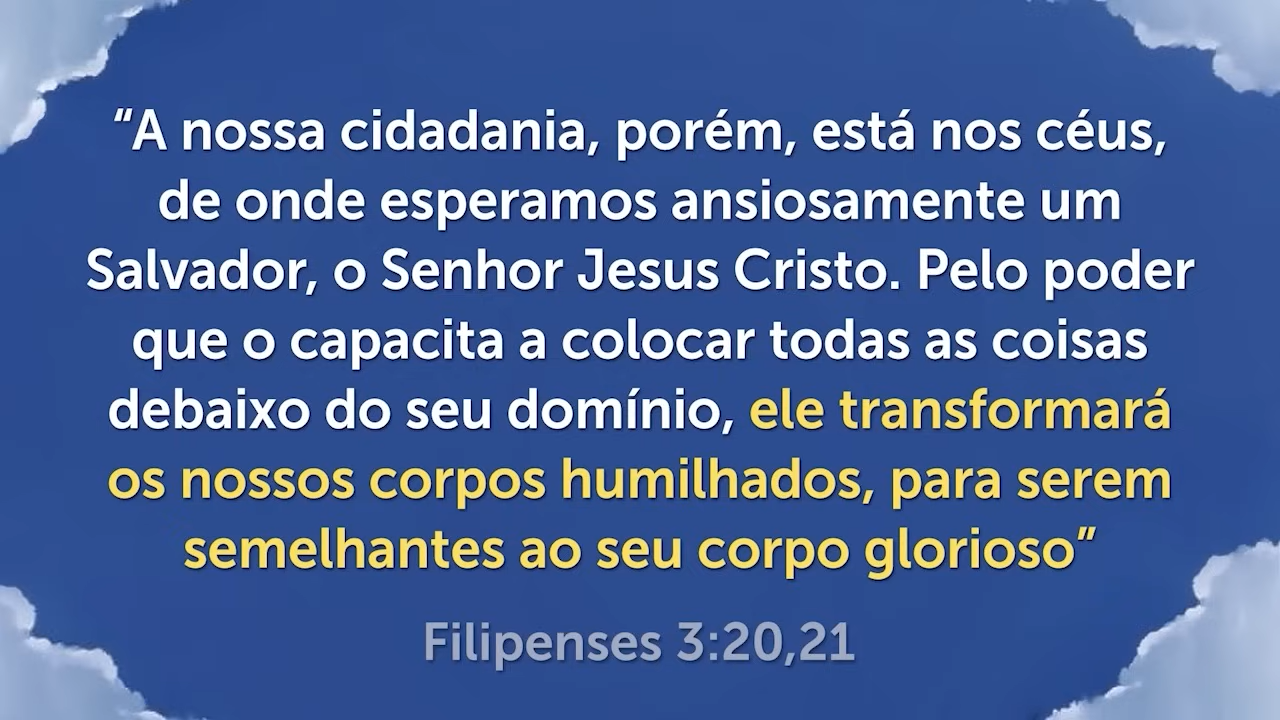 “A nossa cidadania, porém, está nos céus,
de onde esperamos ansiosamente um
Salvador, o Senhor Jesus Cristo. Pelo poder
que o capacita a colocar todas as coisas
debaixo do seu domínio, ele transformará
os nossos corpos humilhados, para serem
semelhantes ao seu corpo glorioso”
Filipenses 3:20,21